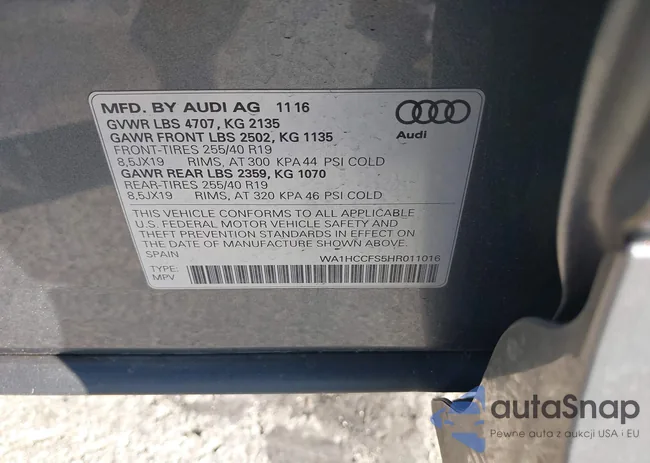 MFD. BY AUDI AG 11 16
GVWR LBS 4707, KG 2135
GAWR FRONT LBS 2502, KG 1135
FRONT-TIRES 255/40 R19
8,5JX19 RIMS, AT 300 KPA 44 PSI COLD
GAWR REAR LBS 2359, KG 1070
REAR-TIRES 255/40 R19
8,5JX19 RIMS, AT 320 KPA 46 PSI COLD
Audi
THIS VEHICLE CONFORMS TO ALL APPLICABLE
U.S. FEDERAL MOTOR VEHICLE SAFETY AND
THEFT PREVENTION STANDARDS IN EFFECT ON
THE DATE OF MANUFACTURE SHOWN ABOVE.
SPAIN WA1HCCFS5HR011016
TYPE:
MPV
autaSnap
Pewne auta z aukcji USA i EU